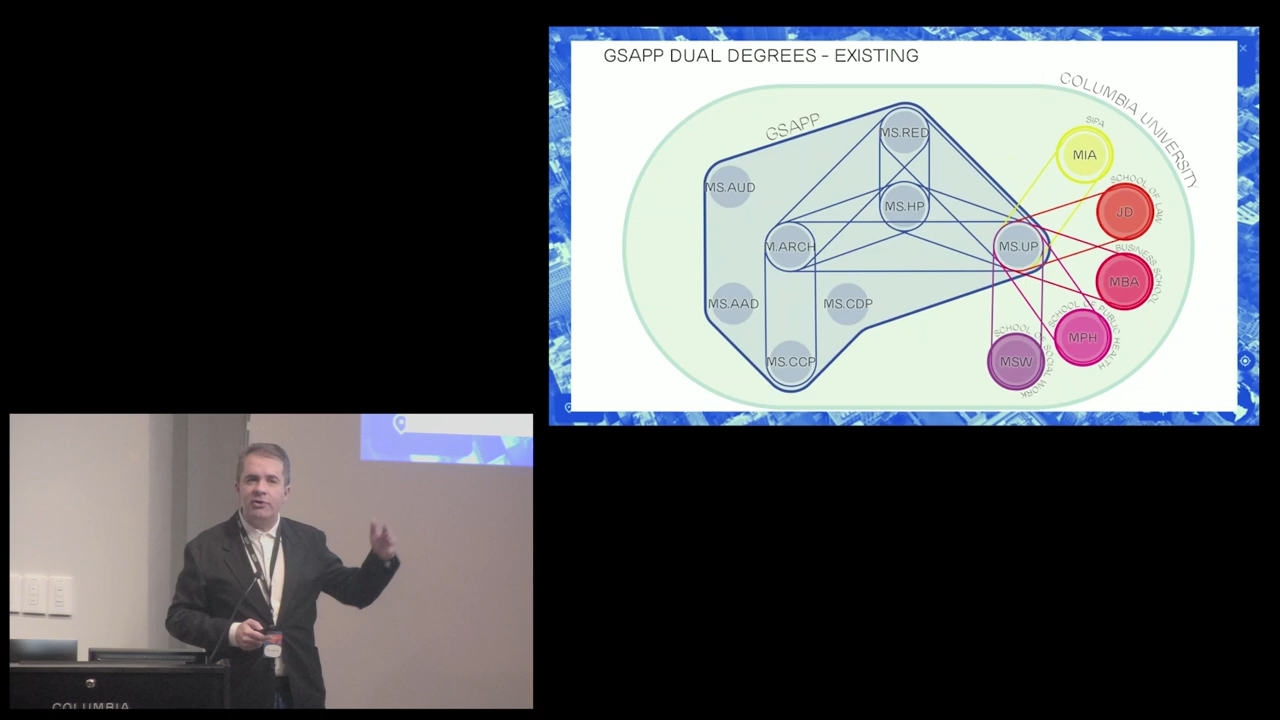 GSAPP DUAL DEGREES - EXISTING
COLUMBIA UNIVERSITY
GSAPP
MS.RED
SIPA
MIA
MS.AUD
SCHOOL OF LAW
JD
MS.HP
M.ARCH
MS.UP
BUSINESS SCHOOL
MBA
MS.AAD
MS.CDP
SCHOOL OF PUBLIC HEALTH
MPH
SCHOOL OF SOCIAL WORK
MSW
MS.CCP
COLUMBIA